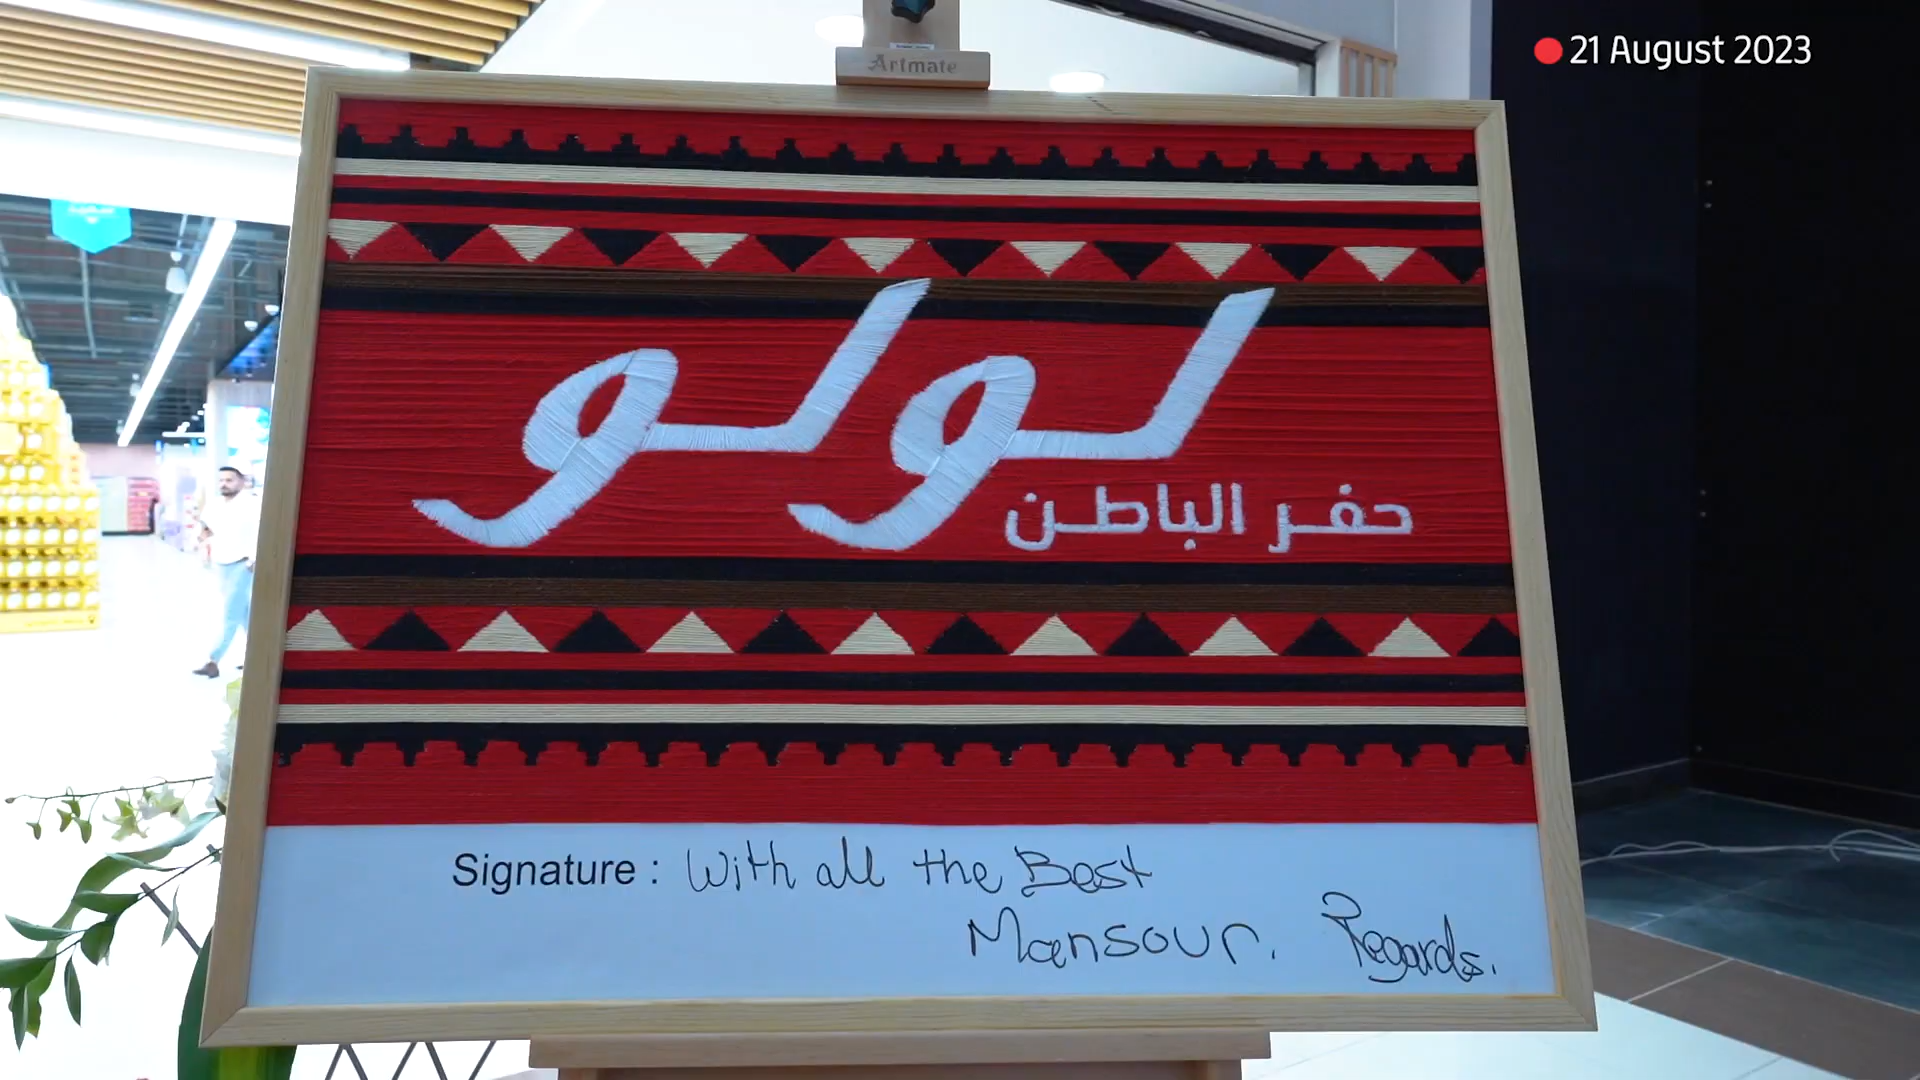 21 August 2023
Artmate
لولو
حفر الباطن
Signature : With all the Best
Mansour. Regards.